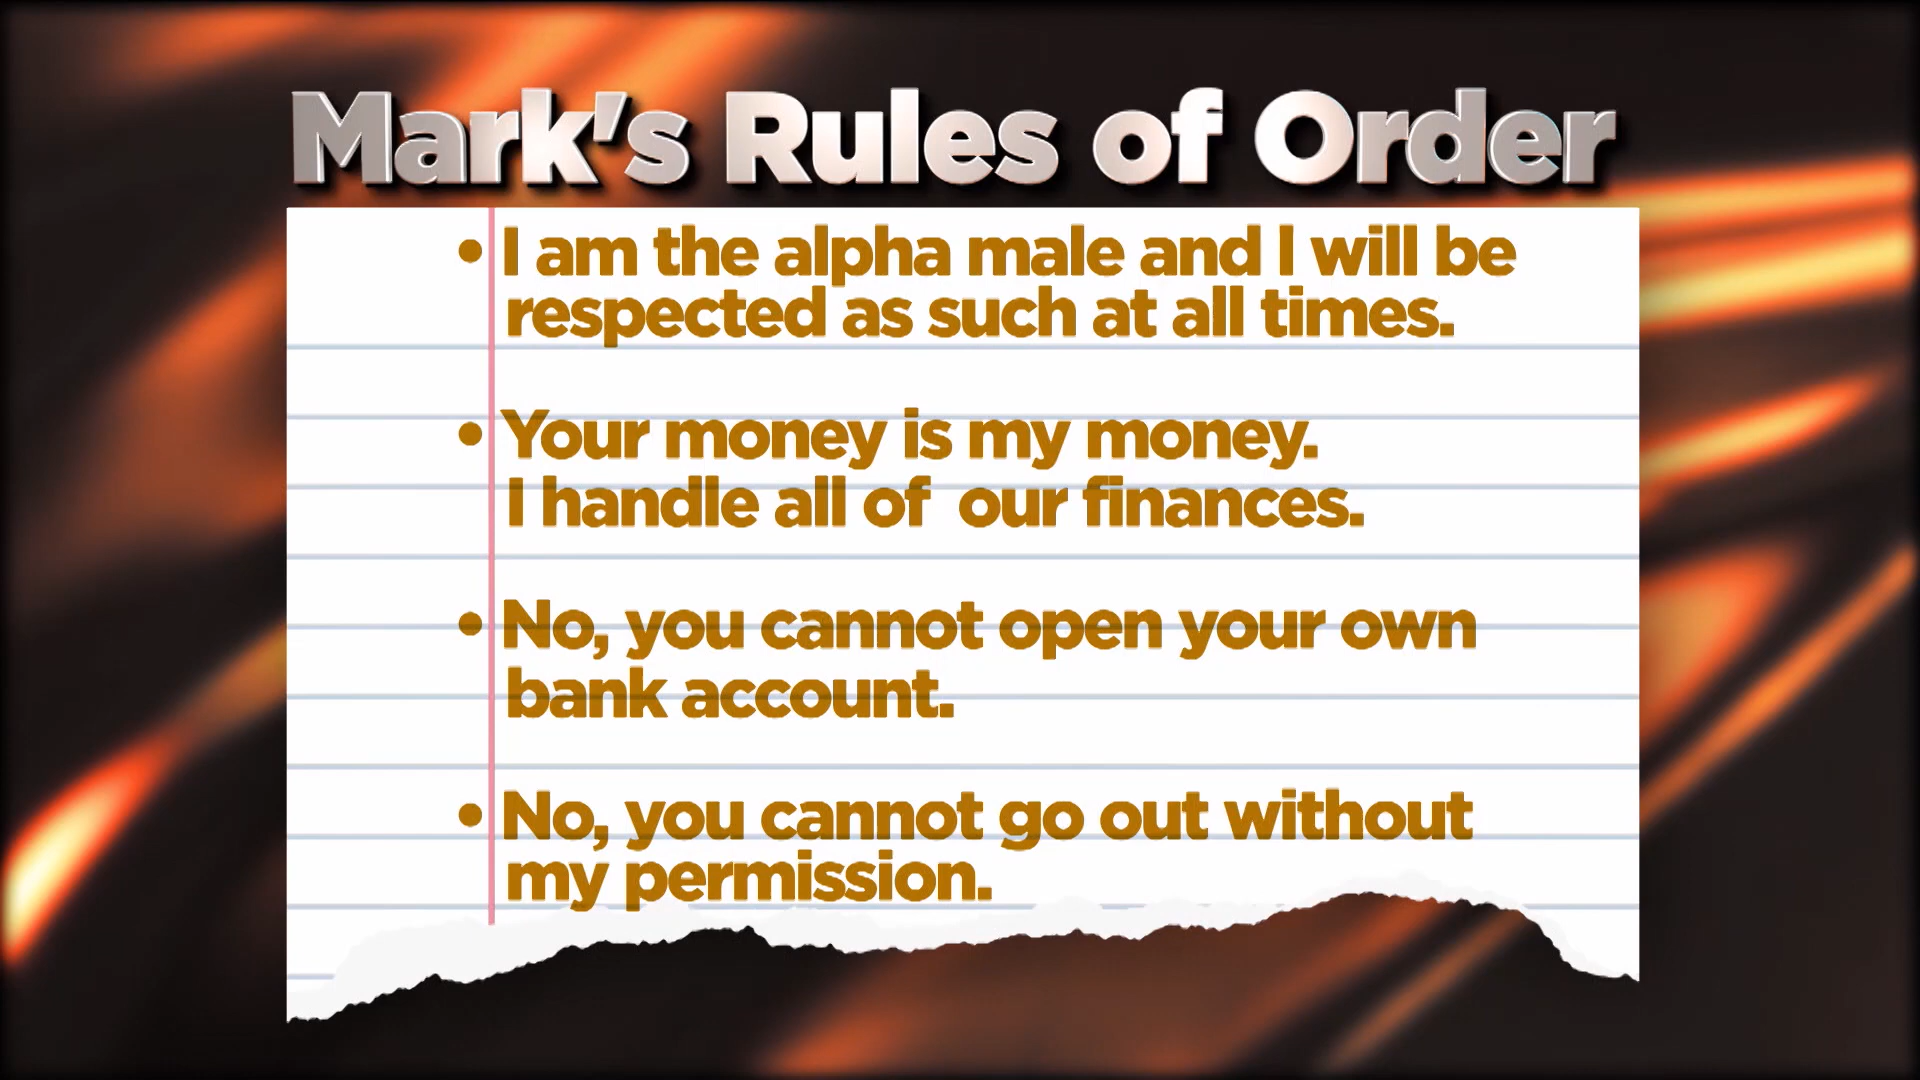 Mark's Rules of Order
• I am the alpha male and I will be
respected as such at all times.
• Your money is my money.
I handle all of our finances.
• No, you cannot open your own
bank account.
• No, you cannot go out without
my permission.